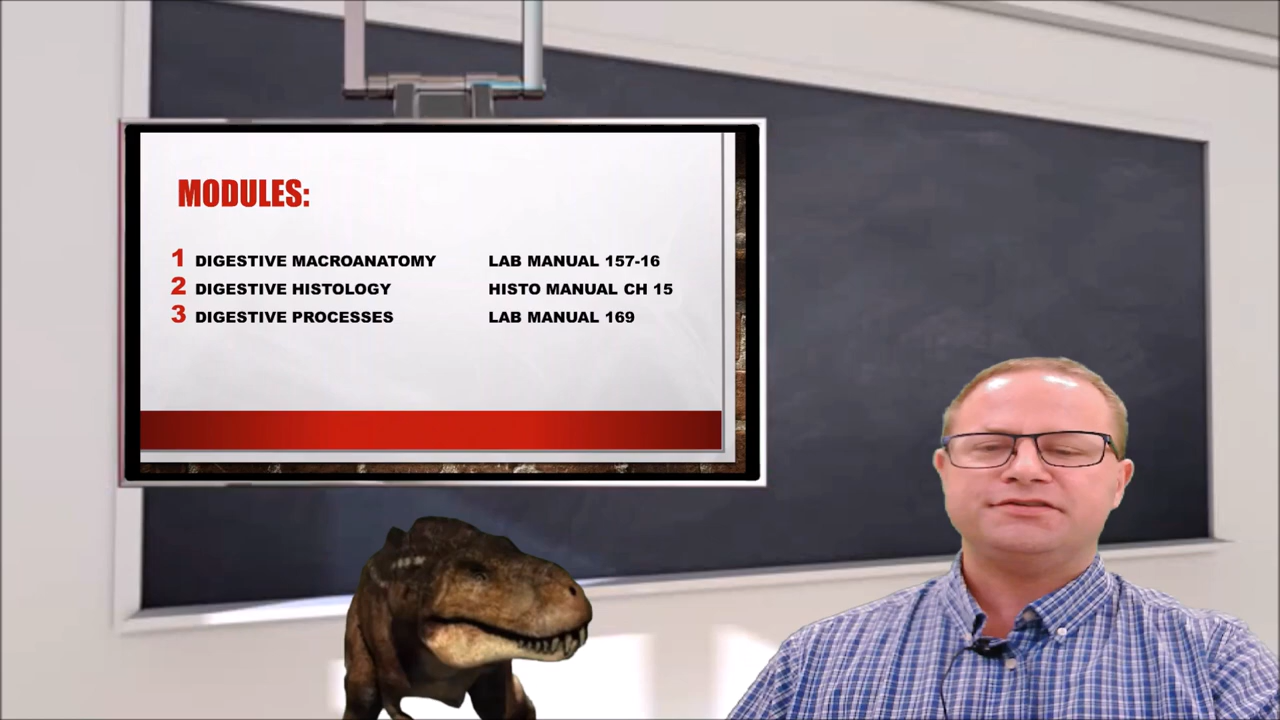 MODULES:
1 DIGESTIVE MACROANATOMY LAB MANUAL 157-16
2 DIGESTIVE HISTOLOGY HISTO MANUAL CH 15
3 DIGESTIVE PROCESSES LAB MANUAL 169